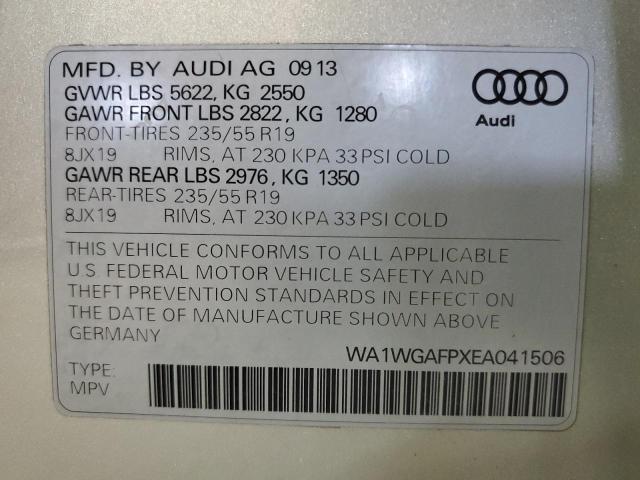 MFD. BY AUDI AG 09 13
GVWR LBS 5622, KG 2550
GAWR FRONT LBS 2822, KG 1280
FRONT-TIRES 235/55 R19
8JX19 RIMS, AT 230 KPA 33 PSI COLD
GAWR REAR LBS 2976, KG 1350
REAR-TIRES 235/55 R19
8JX19 RIMS, AT 230 KPA 33 PSI COLD
Audi
THIS VEHICLE CONFORMS TO ALL APPLICABLE
U.S. FEDERAL MOTOR VEHICLE SAFETY AND
THEFT PREVENTION STANDARDS IN EFFECT ON
THE DATE OF MANUFACTURE SHOWN ABOVE
GERMANY
WA1WGAFPXEA041506
TYPE:
MPV